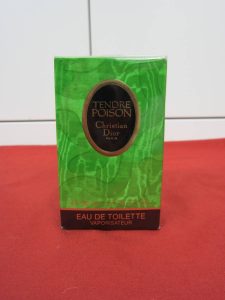 TENDRE
POISON
Christian
Dior
PARIS
EAU DE TOILETTE
VAPORISATEUR